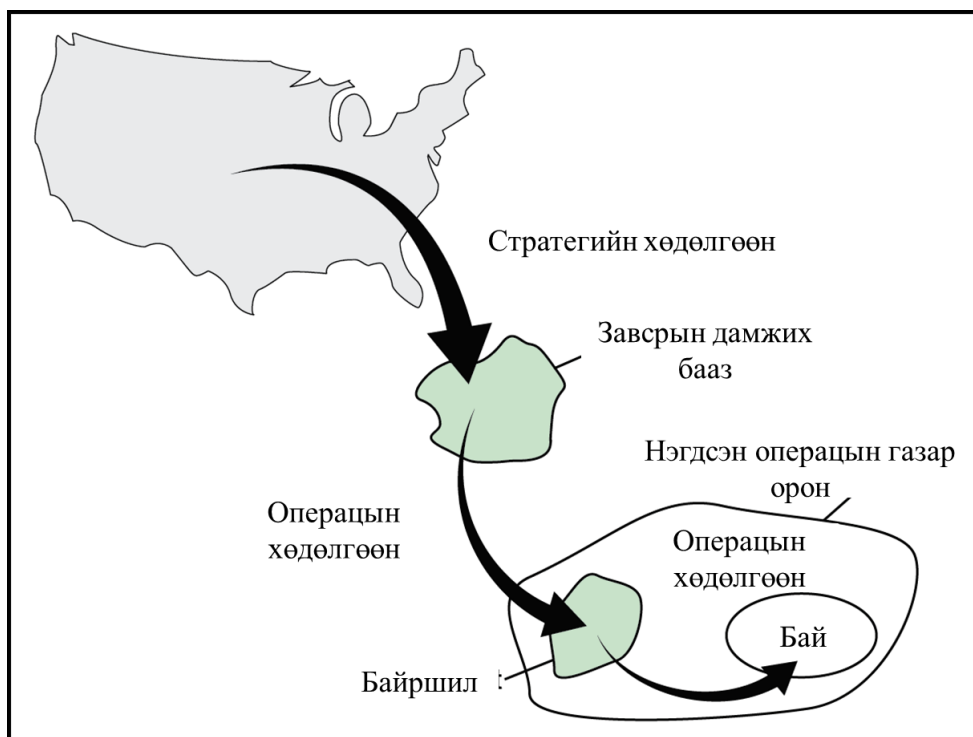 Стратегийн хөдөлгөөн
Завсрын дамжих
бааз
Нэгдсэн операцын газар
орон
Операцын
хөдөлгөөн
Операцын
хөдөлгөөн
Бай
Байршил